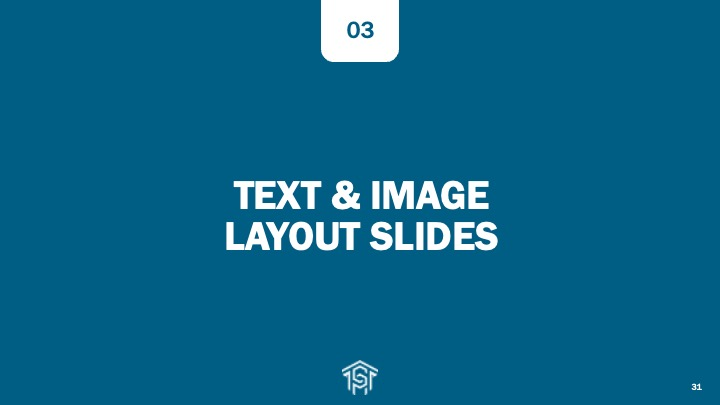 03
TEXT & IMAGE
LAYOUT SLIDES
31